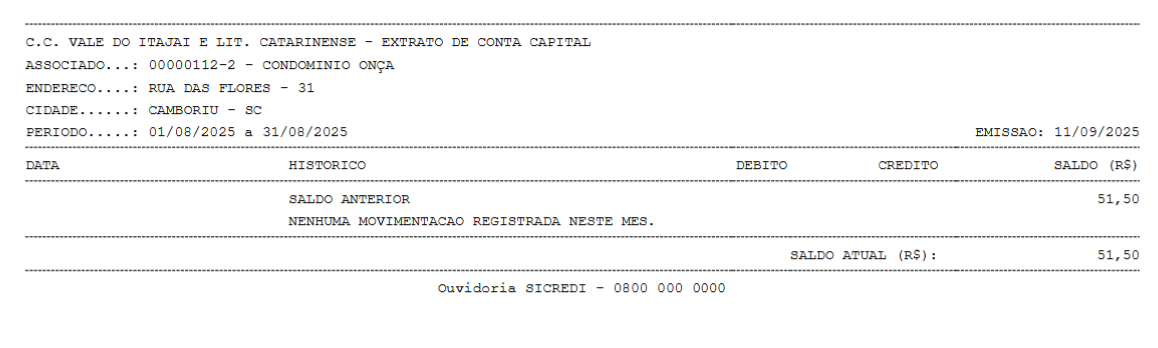 C.C. VALE DO ITAJAI E LIT. CATARINENSE - EXTRATO DE CONTA CAPITAL
ASSOCIADO...: 00000112-2 - CONDOMINIO ONÇA
ENDERECO....: RUA DAS FLORES - 31
CIDADE......: CAMBORIU - SC
PERIODO.....: 01/08/2025 a 31/08/2025 EMISSAO: 11/09/2025
DATA HISTORICO DEBITO CREDITO SALDO (R$)
SALDO ANTERIOR 51,50
NENHUMA MOVIMENTACAO REGISTRADA NESTE MES.
SALDO ATUAL (R$): 51,50
Ouvidoria SICREDI - 0800 000 0000